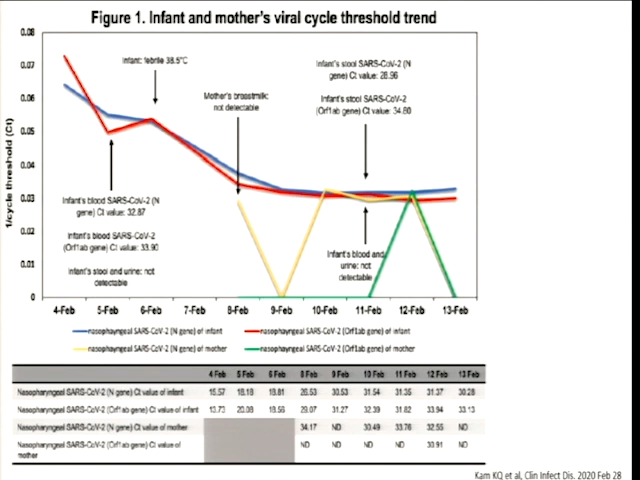 Figure 1. Infant and mother's viral cycle threshold trend
0.08
0.07
0.06
0.05
0.04
0.03
0.02
0.01
0
1/cycle threshold (Ct)
Infant: febrile 38.5°C
Mother's breastmilk:
not detectable
Infant's stool SARS-CoV-2 (N
gene) Ct value: 28.96
Infant's stool SARS-CoV-2
(Orf1ab gene) Ct value: 34.60
Infant's blood SARS-CoV-2 (N
gene) Ct value: 32.87
Infant's blood SARS-CoV-2
(Orf1ab gene) Ct value: 33.90
Infant's stool and urine: not
detectable
Infant's blood and
urine: not
detectable
4-Feb 5-Feb 6-Feb 7-Feb 8-Feb 9-Feb 10-Feb 11-Feb 12-Feb 13-Feb
nasopahyngeal SARS-CoV-2 (N gene) of infant
nasophayngeal SARS-CoV-2 (Orf1ab gene) of infant
nasophayngeal SARS-CoV-2 (N gene) of mother
nasophayngeal SARS-CoV-2 (Orf1ab gene) of mother
4 Feb 5 Feb 6 Feb 8 Feb 9 Feb 10 Feb 11 Feb 12 Feb 13 Feb
Nasopharyngeal SARS-CoV-2 (N gene) Ct value of infant 15.57 18.18 18.81 26.53 30.53 31.54 31.35 31.37 30.28
Nasopharyngeal SARS-CoV-2 (Orf1ab gene) Ct value of infant 13.73 20.08 18.56 29.07 31.27 32.39 31.82 33.94 33.13
Nasopharyngeal SARS-CoV-2 (N gene) Ct value of mother 34.17 ND 30.49 33.76 32.55 ND
Nasopharyngeal SARS-CoV-2 (Orf1ab gene) Ct value of
mother ND ND ND ND 30.91 ND
Kam KQ et al, Clin Infect Dis. 2020 Feb 28